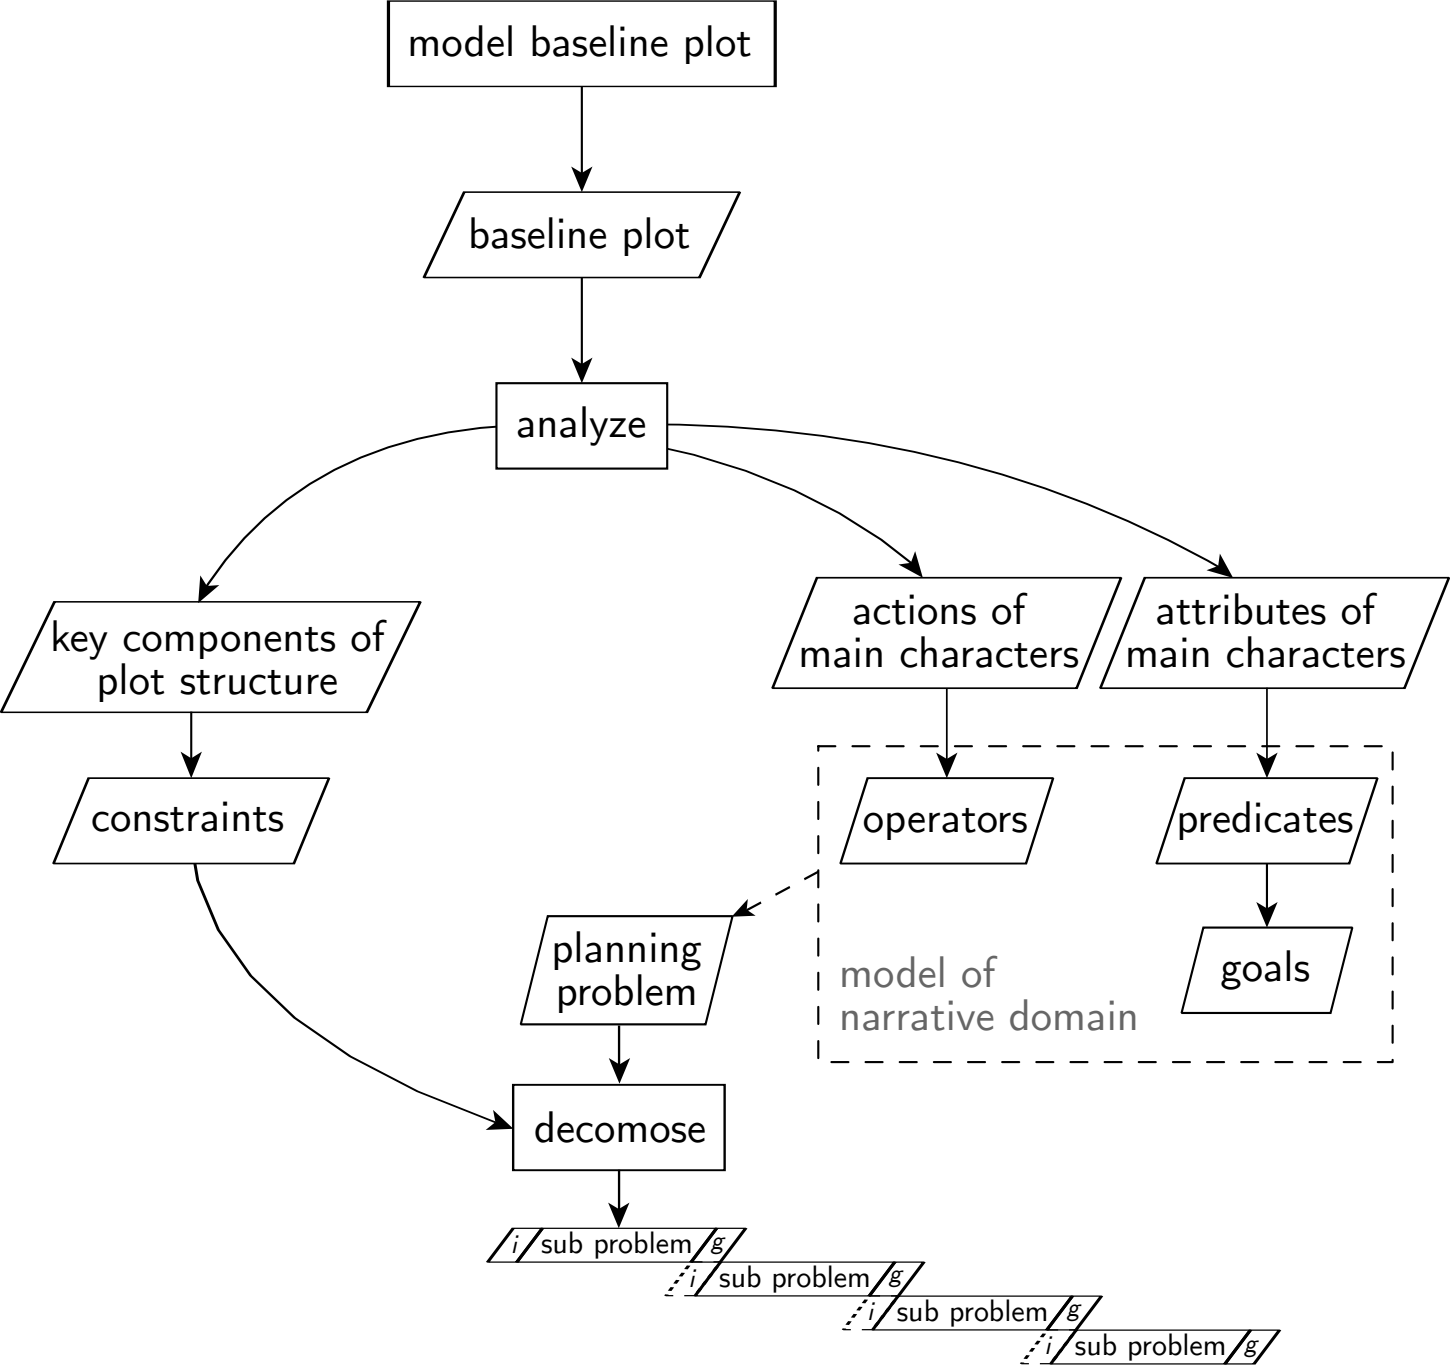 model baseline plot
baseline plot
analyze
key components of
plot structure
actions of
main characters
attributes of
main characters
constraints
operators
predicates
planning
problem
model of
narrative domain
goals
decomose
i sub problem g
i sub problem g
i sub problem g
i sub problem g